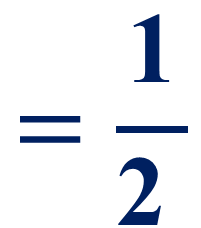 = 1/2